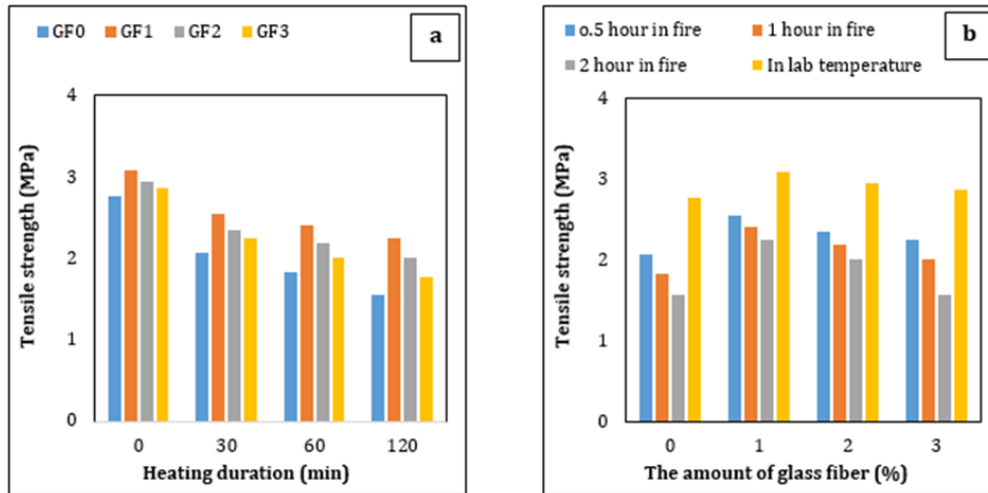 GF0 GF1 GF2 GF3
a
4
3
2
1
0
Tensile strength (MPa)
0 30 60 120
Heating duration (min)
o.5 hour in fire 1 hour in fire
2 hour in fire In lab temperature
b
4
3
2
1
0
Tensile strength (MPa)
0 1 2 3
The amount of glass fiber (%)